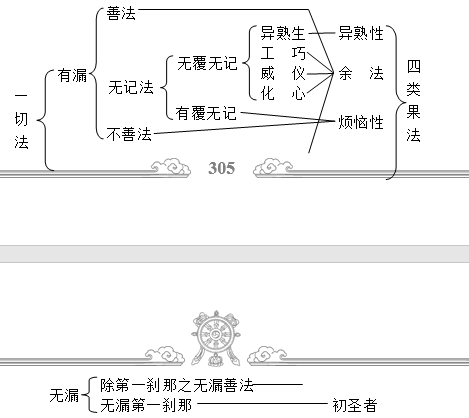 善法
异熟生 异熟性
无覆无记 工 巧
有漏 威 仪 余 法 四类果法
无记法 化 心
一切法 有覆无记 烦恼性
不善法
305
除第一刹那之无漏善法
无漏
无漏第一刹那 初圣者